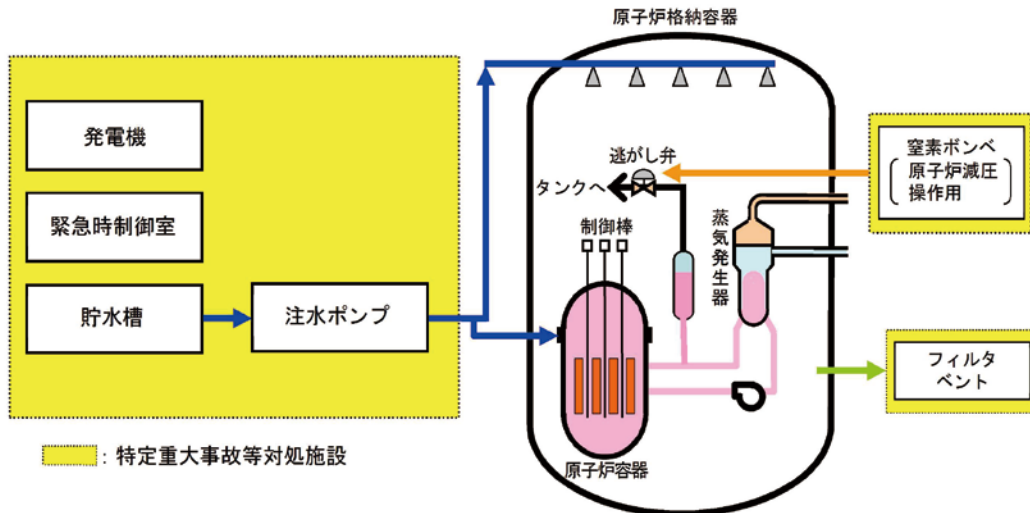 原子炉格納容器
発電機
緊急時制御室
貯水槽
注水ポンプ
逃がし弁
タンクへ
制御棒
蒸気発生器
窒素ボンベ
原子炉減圧
操作用
フィルタ
ベント
原子炉容器
：特定重大事故等対処施設